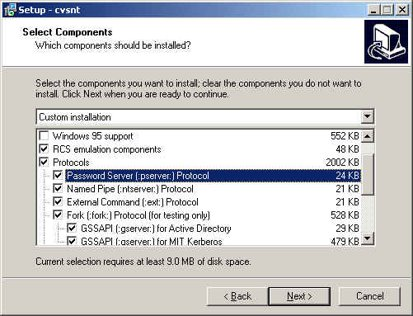 Setup - cvsnt
Select Components
Which components should be installed?
Select the components you want to install; clear the components you do not want to
install. Click Next when you are ready to continue.
Custom installation
Windows 95 support 552 KB
RCS emulation components 48 KB
Protocols 2002 KB
Password Server (:pserver:) Protocol 24 KB
Named Pipe (:ntserver:) Protocol 21 KB
External Command (:ext:) Protocol 21 KB
Fork (:fork:) Protocol (for testing only) 528 KB
GSSAPI (:gserver:) for Active Directory 29 KB
GSSAPI (:gserver:) for MIT Kerberos 479 KB
Current selection requires at least 9.0 MB of disk space.
< Back Next > Cancel